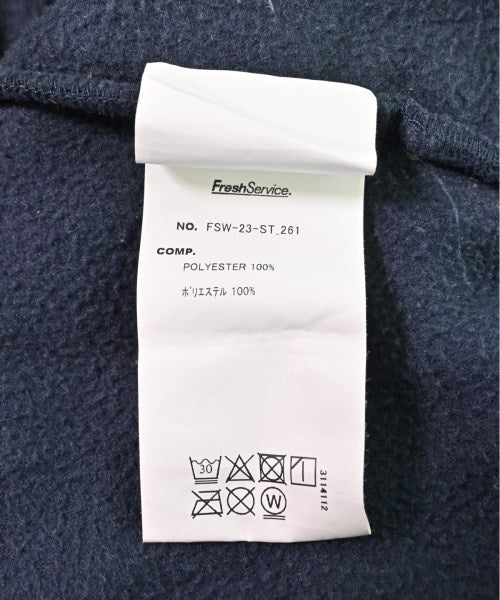 FreshService.
NO. FSW-23-ST_261
COMP.
POLYESTER 100%
ポリエステル 100%
30
W
3114112